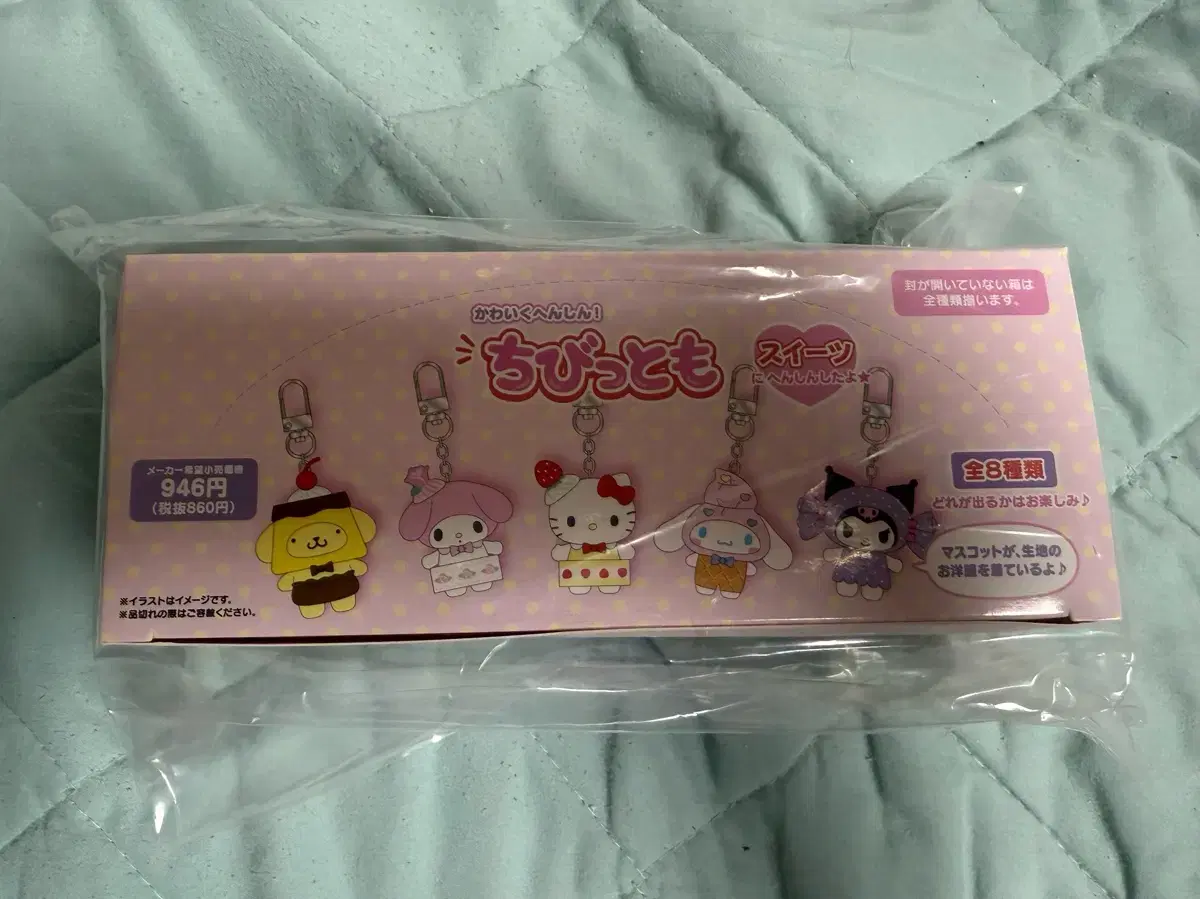 封が開いていない箱は
全種類揃います。
かわいくへんしん!
ちびっとも
スイーツ
にへんしんしたよ★
メーカー希望小売価格
946円
(税抜860円)
全8種類
どれが出るかはお楽しみ♪
マスコットが、生地の
お洋服を着ているよ♪
※イラストはイメージです。
※品切れの際はご容赦ください。